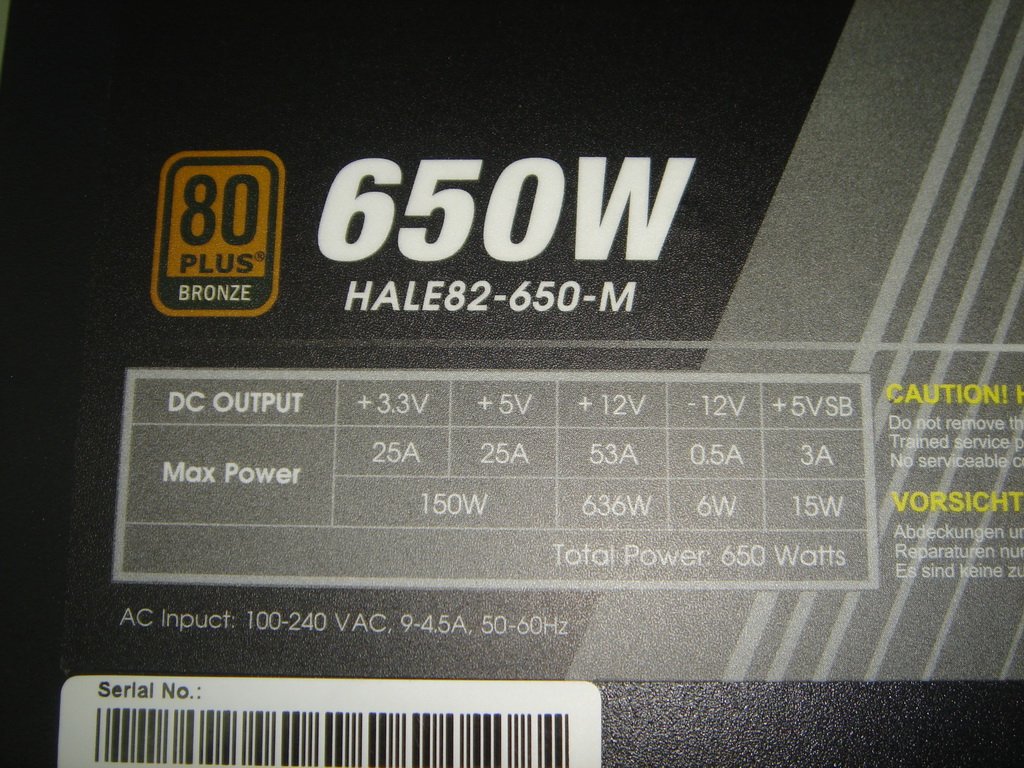 80
PLUS®
BRONZE
650W
HALE82-650-M
DC OUTPUT +3.3V +5V +12V -12V +5VSB
Max Power 25A 25A 53A 0.5A 3A
150W 636W 6W 15W
Total Power: 650 Watts
AC Inpuct: 100-240 VAC, 9-4.5A, 50-60Hz
CAUTION!
Do not remove
Trained service
No serviceable
VORSICHT
Abdeckungen
Reparaturen nur
Es sind keine
Serial No.: